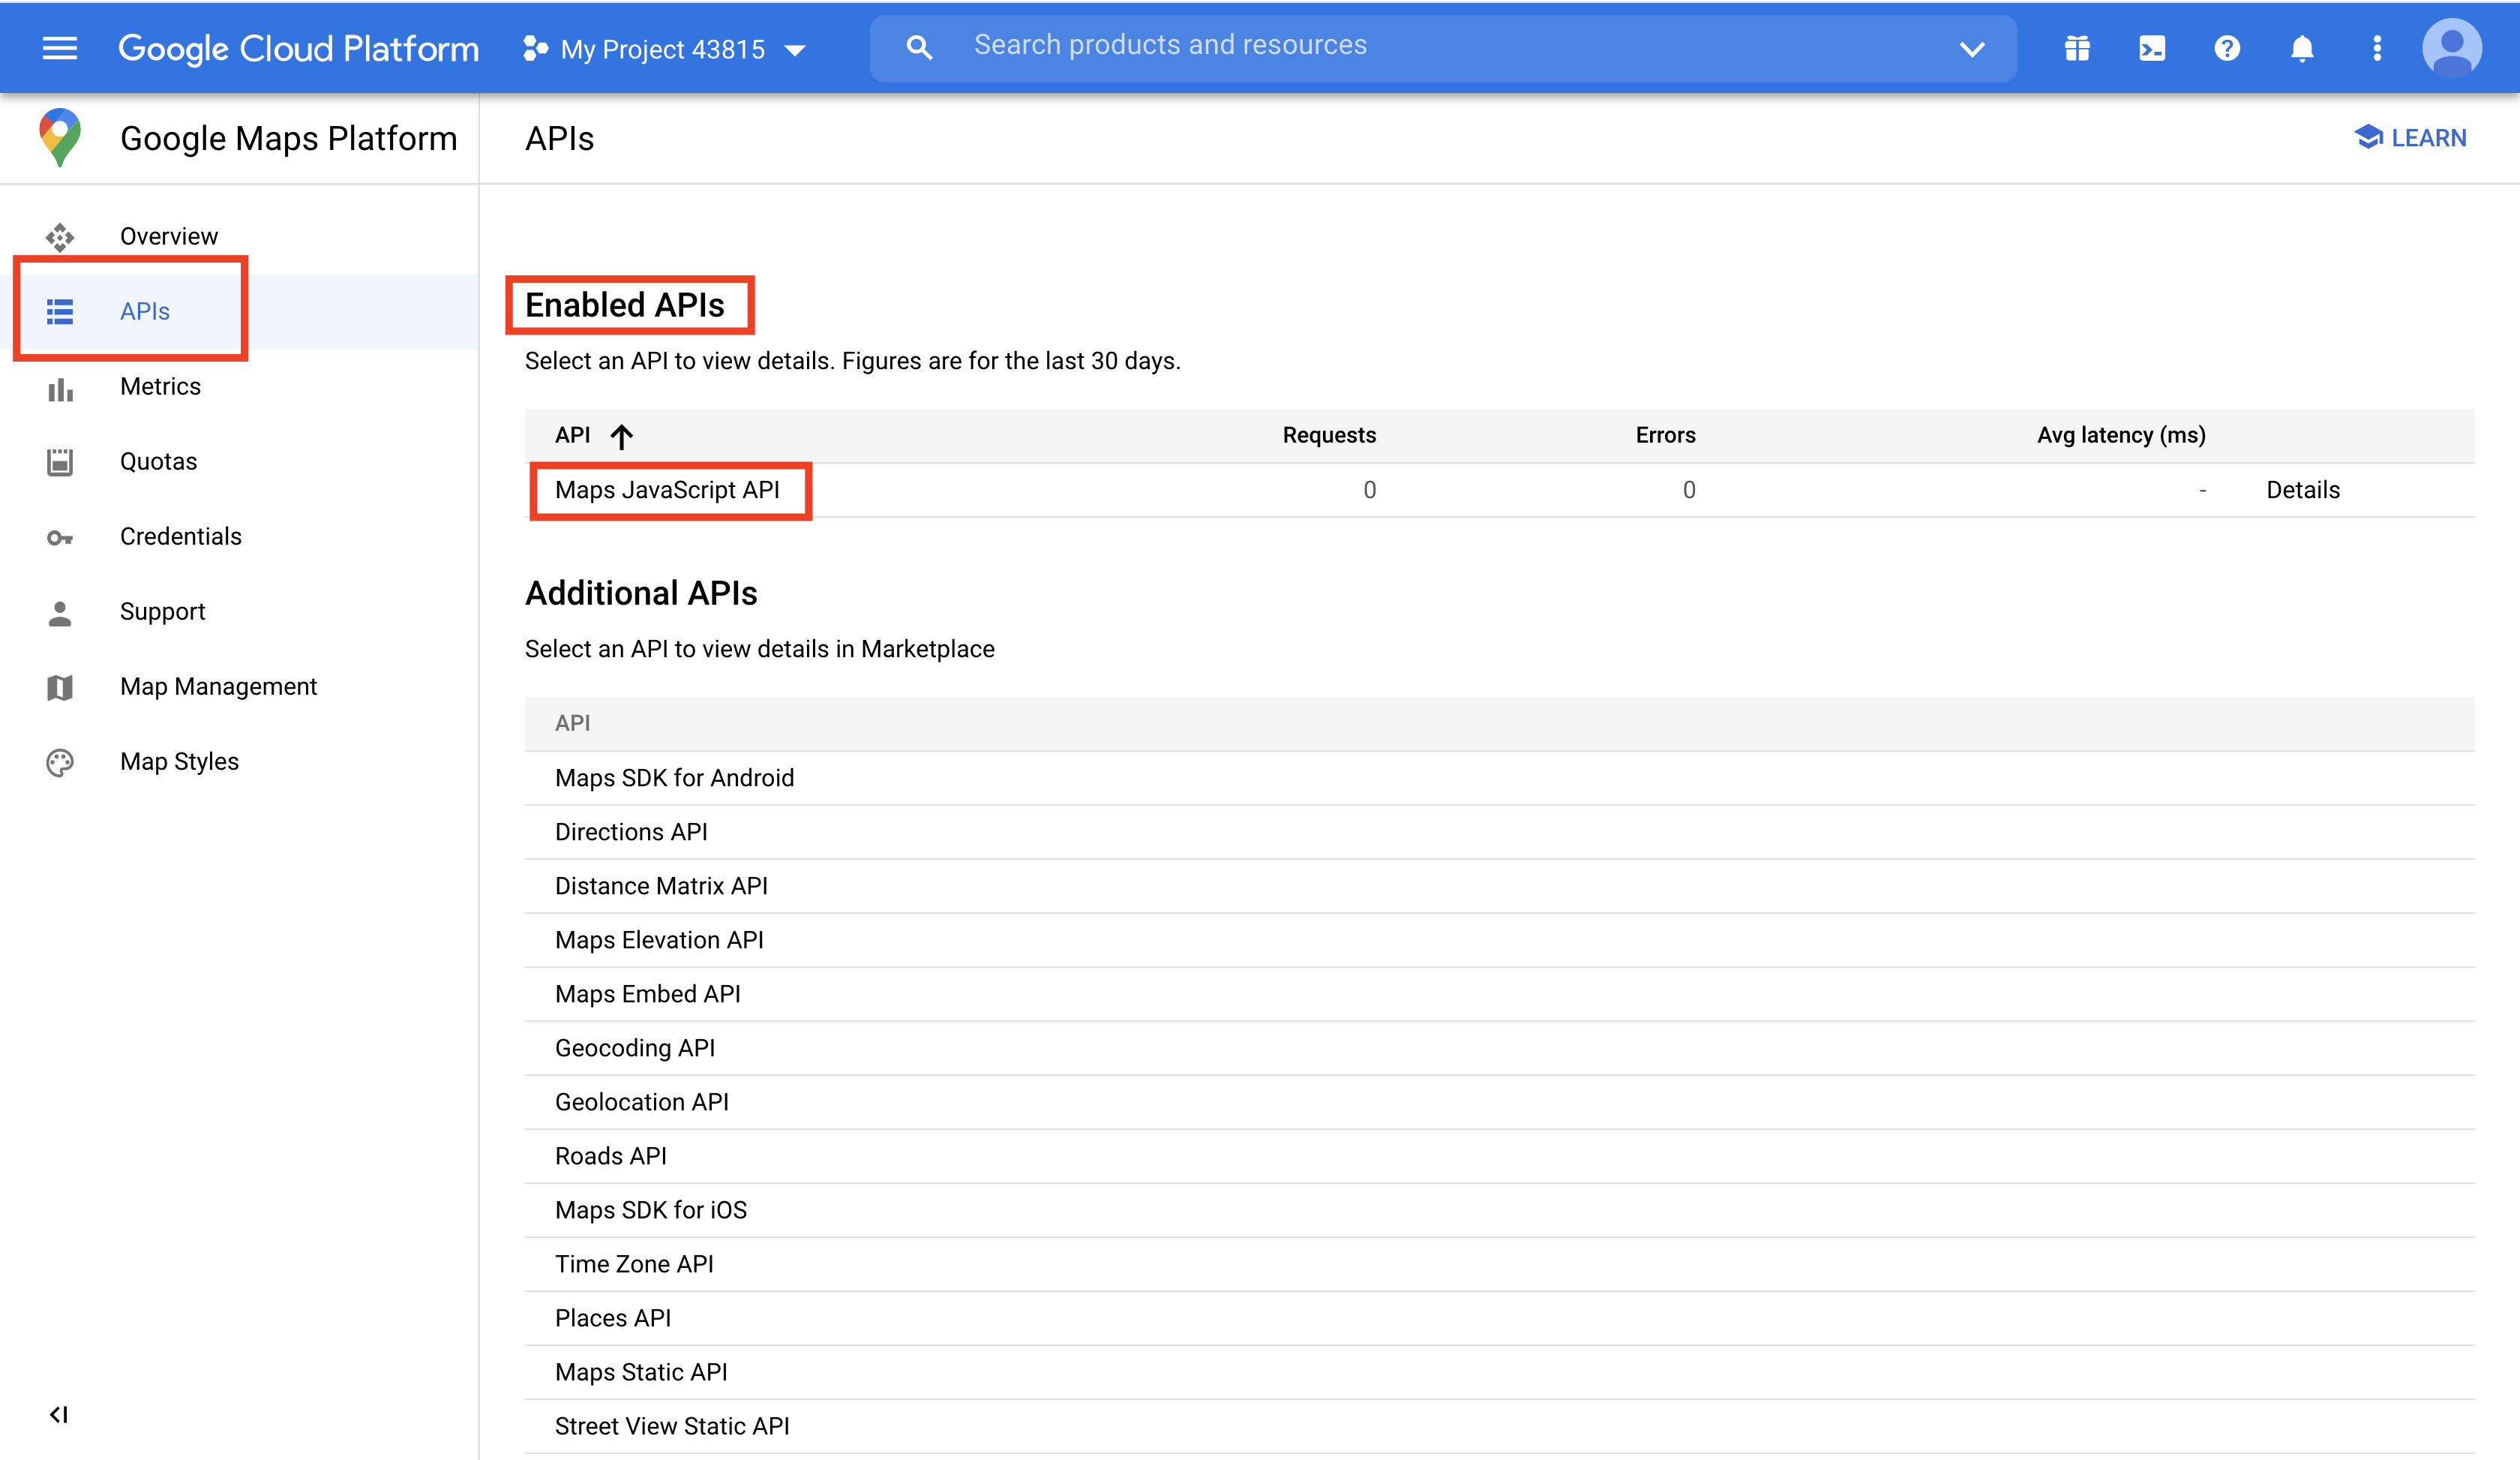 Google Cloud Platform
My Project 43815
Search products and resources
Google Maps Platform
APIs
LEARN
Overview
APIs
Metrics
Quotas
Credentials
Support
Map Management
Map Styles
Enabled APIs
Select an API to view details. Figures are for the last 30 days.
API Requests Errors Avg latency (ms)
Maps JavaScript API 0 0 - Details
Additional APIs
Select an API to view details in Marketplace
API
Maps SDK for Android
Directions API
Distance Matrix API
Maps Elevation API
Maps Embed API
Geocoding API
Geolocation API
Roads API
Maps SDK for iOS
Time Zone API
Places API
Maps Static API
Street View Static API